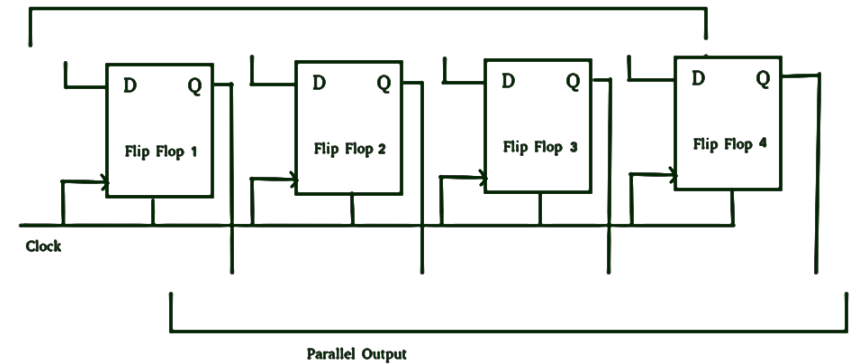 D Q
Flip Flop 1
D Q
Flip Flop 2
D Q
Flip Flop 3
D Q
Flip Flop 4
Clock
Parallel Output